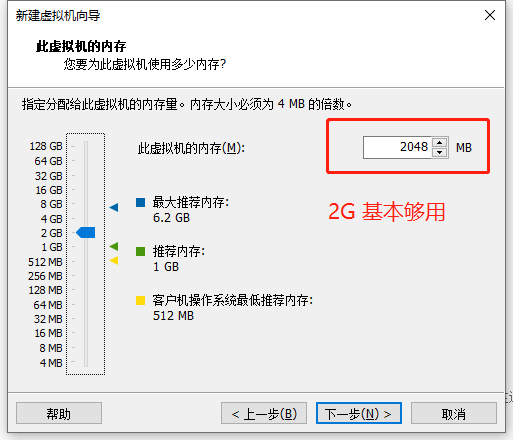 新建虚拟机向导
此虚拟机的内存
您要为此虚拟机使用多少内存?
指定分配给此虚拟机的内存量。内存大小必须为 4 MB 的倍数。
128 GB
64 GB
32 GB
16 GB
8 GB
4 GB
2 GB
1 GB
512 MB
256 MB
128 MB
64 MB
32 MB
16 MB
8 MB
4 MB
此虚拟机的内存(M):
2048 MB
2G 基本够用
最大推荐内存:
6.2 GB
推荐内存:
1 GB
客户机操作系统最低推荐内存:
512 MB
帮助
< 上一步(B)
下一步(N) >
取消